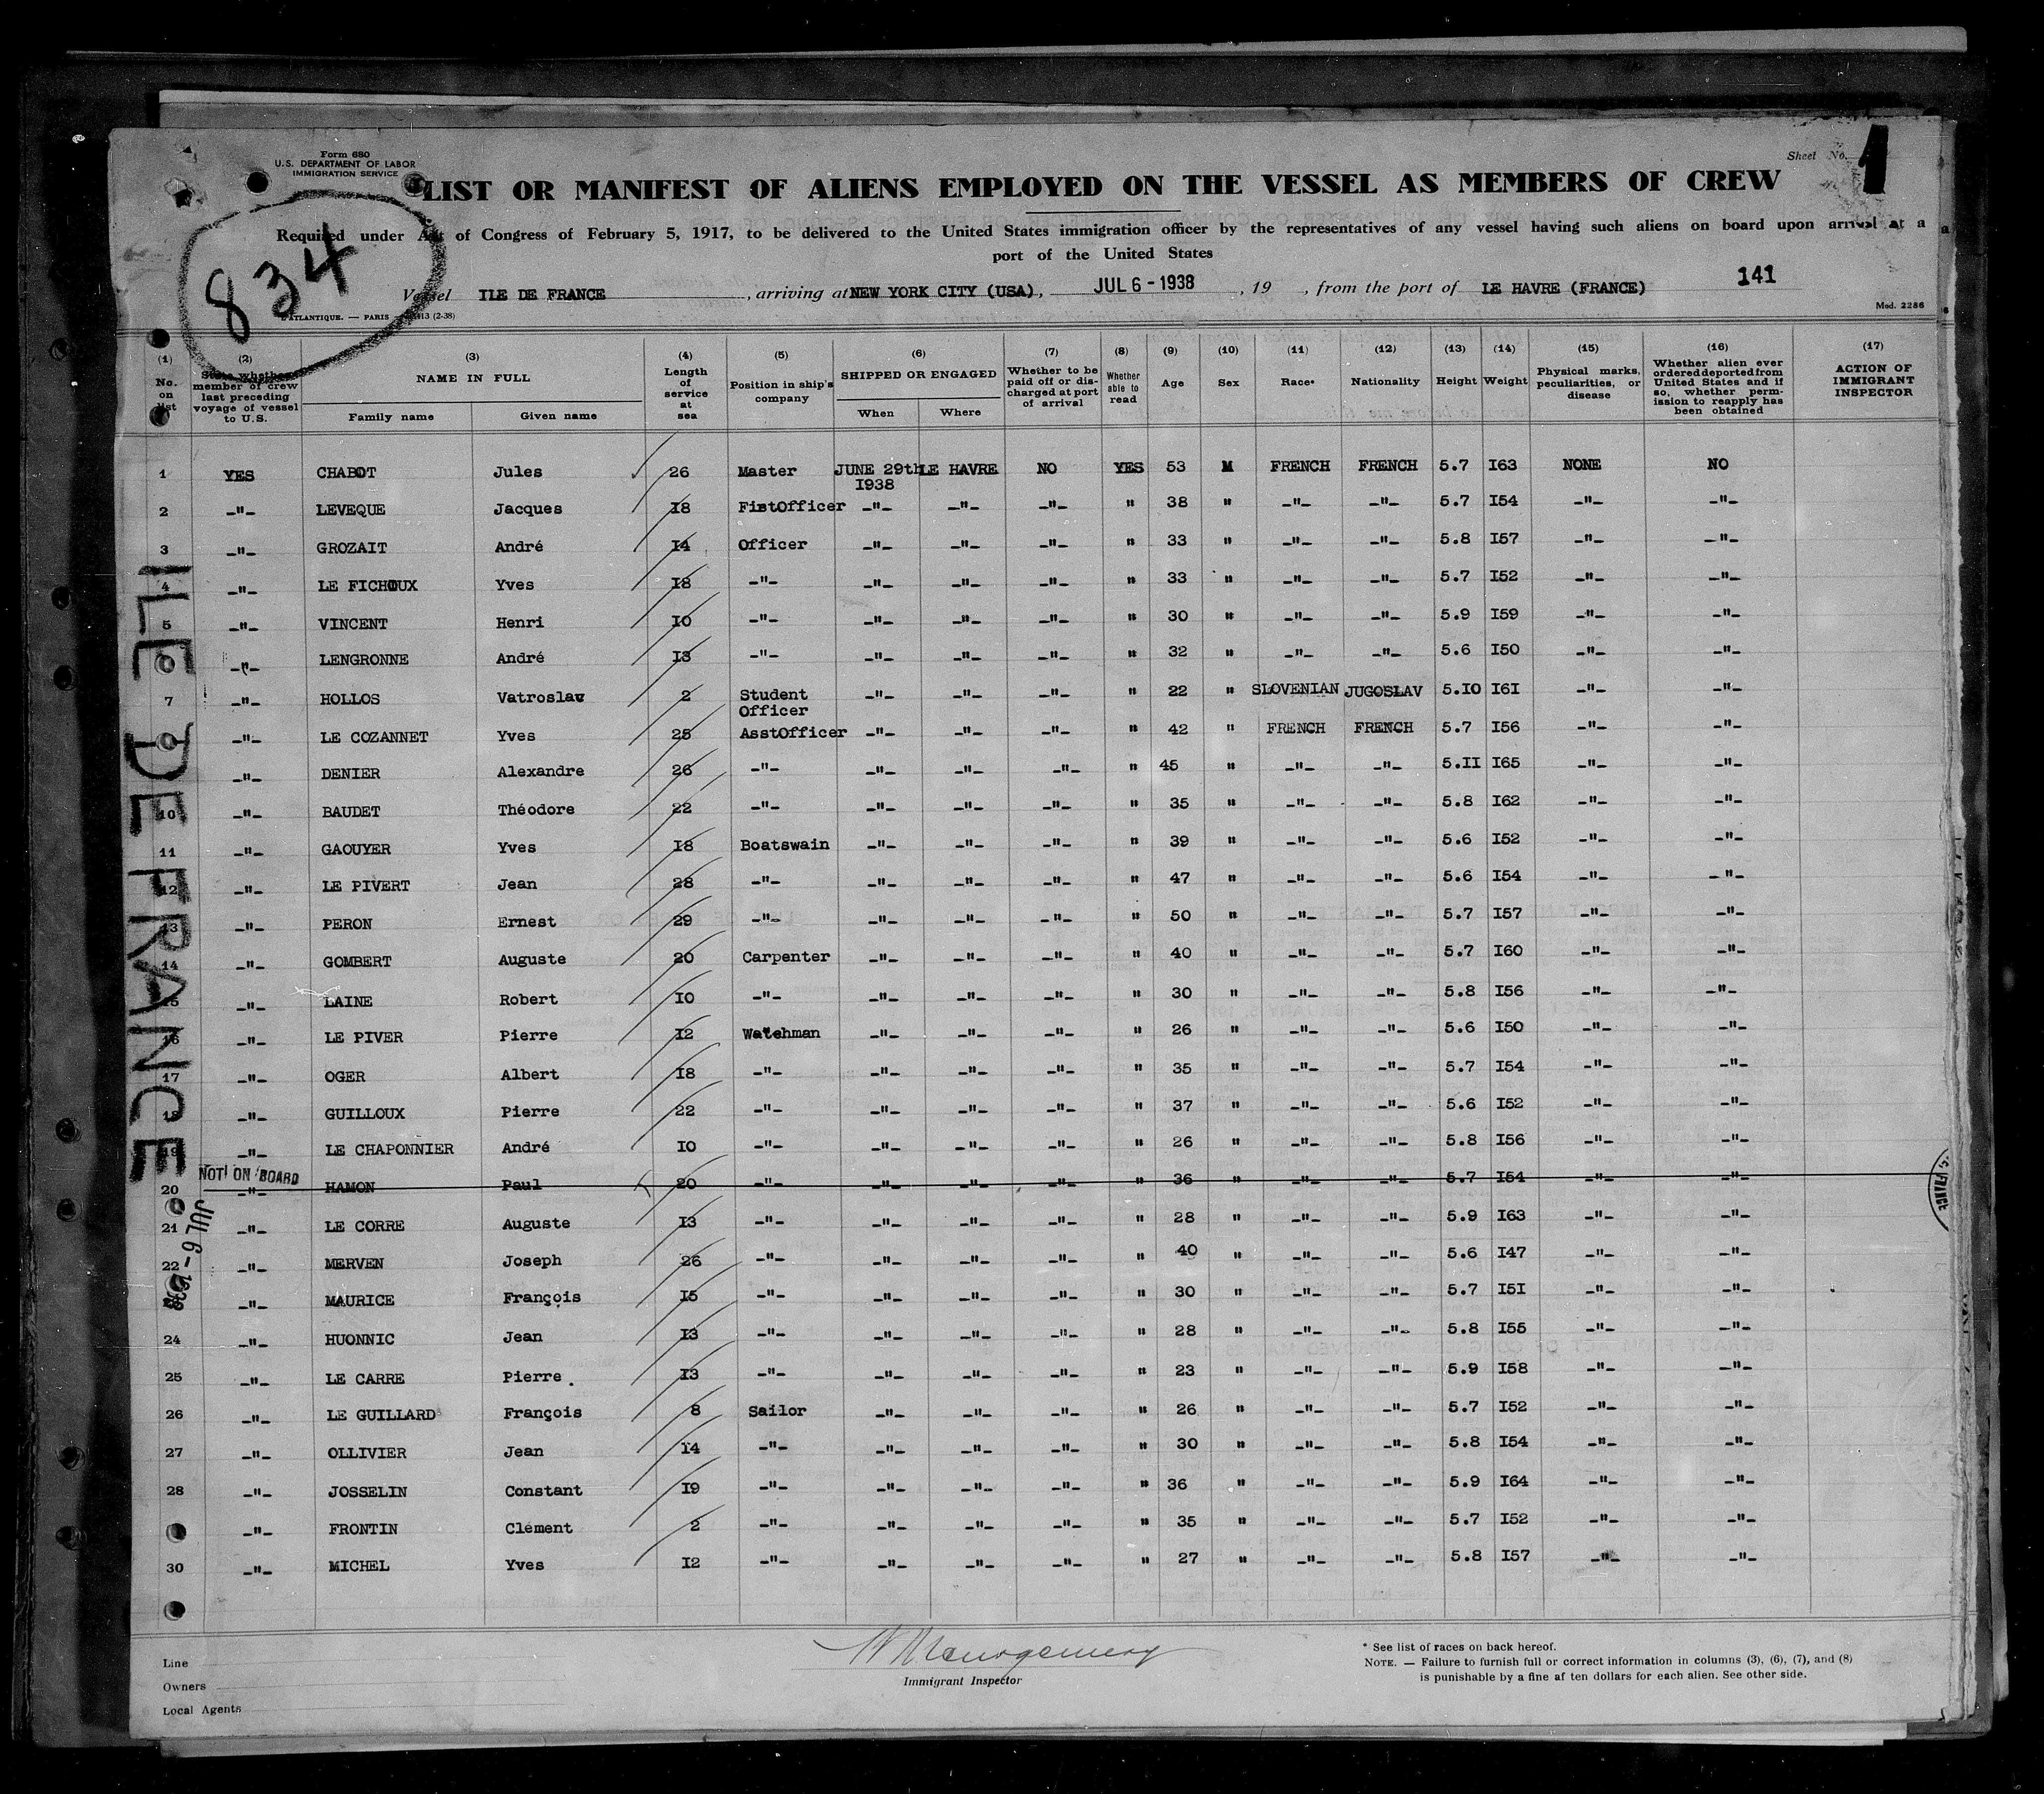 Form 680
U.S. DEPARTMENT OF LABOR
IMMIGRATION SERVICE
Sheet No. 1
LIST OR MANIFEST OF ALIENS EMPLOYED ON THE VESSEL AS MEMBERS OF CREW
834
Required under Act of Congress of February 5, 1917, to be delivered to the United States immigration officer by the representatives of any vessel having such aliens on board upon arrival at a
port of the United States
Vessel ILE DE FRANCE, arriving at NEW YORK CITY (USA), JUL 6 - 1938, 19 , from the port of LE HAVRE (FRANCE) 141
L'ATLANTIQUE. — PARIS (2-38) Mod. 2286
(1) (2) (3) (4) (5) (6) (7) (8) (9) (10) (11) (12) (13) (14) (15) (16) (17)
No. on list
State whether member of crew last preceding voyage of vessel to U.S.
NAME IN FULL
Family name Given name
Length of service at sea
Position in ship's company
SHIPPED OR ENGAGED
When Where
Whether to be paid off or discharged at port of arrival
Whether able to read
Age Sex Race* Nationality Height Weight
Physical marks, peculiarities, or disease
Whether alien ever ordered deported from United States and if so, whether permission to reapply has been obtained
ACTION OF IMMIGRANT INSPECTOR
1 YES CHABOT Jules 26 Master JUNE 29th 1938 LE HAVRE NO YES 53 M FRENCH FRENCH 5.7 I63 NONE NO
2 -"- LEVEQUE Jacques I8 FistOfficer -"- -"- -"- " 38 " -"- -"- 5.7 I54 -"- -"-
3 -"- GROZAIT André I4 Officer -"- -"- -"- " 33 " -"- -"- 5.8 I57 -"- -"-
4 -"- LE FICHOUX Yves I8 -"- -"- -"- -"- " 33 " -"- -"- 5.7 I52 -"- -"-
5 -"- VINCENT Henri IO -"- -"- -"- -"- " 30 " -"- -"- 5.9 I59 -"- -"-
-"- LENGRONNE André I3 -"- -"- -"- -"- " 32 " -"- -"- 5.6 I50 -"- -"-
7 -"- HOLLOS Vatroslav 2 Student Officer -"- -"- -"- " 22 " SLOVENIAN JUGOSLAV 5.IO I6I -"- -"-
-"- LE COZANNET Yves 25 AsstOfficer -"- -"- -"- " 42 " FRENCH FRENCH 5.7 I56 -"- -"-
-"- DENIER Alexandre 26 -"- -"- -"- -"- " 45 " -"- -"- 5.II I65 -"- -"-
10 -"- BAUDET Théodore 22 -"- -"- -"- -"- " 35 " -"- -"- 5.8 I62 -"- -"-
11 -"- GAOUYER Yves I8 Boatswain -"- -"- -"- " 39 " -"- -"- 5.6 I52 -"- -"-
12 -"- LE PIVERT Jean 28 -"- -"- -"- -"- " 47 " -"- -"- 5.6 I54 -"- -"-
13 -"- PERON Ernest 29 -"- -"- -"- -"- " 50 " -"- -"- 5.7 I57 -"- -"-
14 -"- GOMBERT Auguste 20 Carpenter -"- -"- -"- " 40 " -"- -"- 5.7 I60 -"- -"-
15 -"- LAINE Robert IO -"- -"- -"- -"- " 30 " -"- -"- 5.8 I56 -"- -"-
16 -"- LE PIVER Pierre I2 Watchman -"- -"- -"- " 26 " -"- -"- 5.6 I50 -"- -"-
17 -"- OGER Albert I8 -"- -"- -"- -"- " 35 " -"- -"- 5.7 I54 -"- -"-
18 -"- GUILLOUX Pierre 22 -"- -"- -"- -"- " 37 " -"- -"- 5.6 I52 -"- -"-
19 -"- LE CHAPONNIER André IO -"- -"- -"- -"- " 26 " -"- -"- 5.8 I56 -"- -"-
NOT ON BOARD
20 -"- HAMON Paul 20 -"- -"- -"- -"- " 36 " -"- -"- 5.7 I54 -"- -"-
21 -"- LE CORRE Auguste I3 -"- -"- -"- -"- " 28 " -"- -"- 5.9 I63 -"- -"-
22 -"- MERVEN Joseph 26 -"- -"- -"- -"- " 40 " -"- -"- 5.6 I47 -"- -"-
-"- MAURICE François I5 -"- -"- -"- -"- " 30 " -"- -"- 5.7 I5I -"- -"-
24 -"- HUONNIC Jean I3 -"- -"- -"- -"- " 28 " -"- -"- 5.8 I55 -"- -"-
25 -"- LE CARRE Pierre . I3 -"- -"- -"- -"- " 23 " -"- -"- 5.9 I58 -"- -"-
26 -"- LE GUILLARD François 8 Sailor -"- -"- -"- " 26 " -"- -"- 5.7 I52 -"- -"-
27 -"- OLLIVIER Jean I4 -"- -"- -"- -"- " 30 " -"- -"- 5.8 I54 -"- -"-
28 -"- JOSSELIN Constant I9 -"- -"- -"- -"- " 36 " -"- -"- 5.9 I64 -"- -"-
-"- FRONTIN Clément 2 -"- -"- -"- -"- " 35 " -"- -"- 5.7 I52 -"- -"-
30 -"- MICHEL Yves I2 -"- -"- -"- -"- " 27 " -"- -"- 5.8 I57 -"- -"-
ILE DE FRANCE
JUL 6 - 1938
Line
Owners
Local Agents
Immigrant Inspector
* See list of races on back hereof.
NOTE. — Failure to furnish full or correct information in columns (3), (6), (7), and (8)
is punishable by a fine af ten dollars for each alien. See other side.